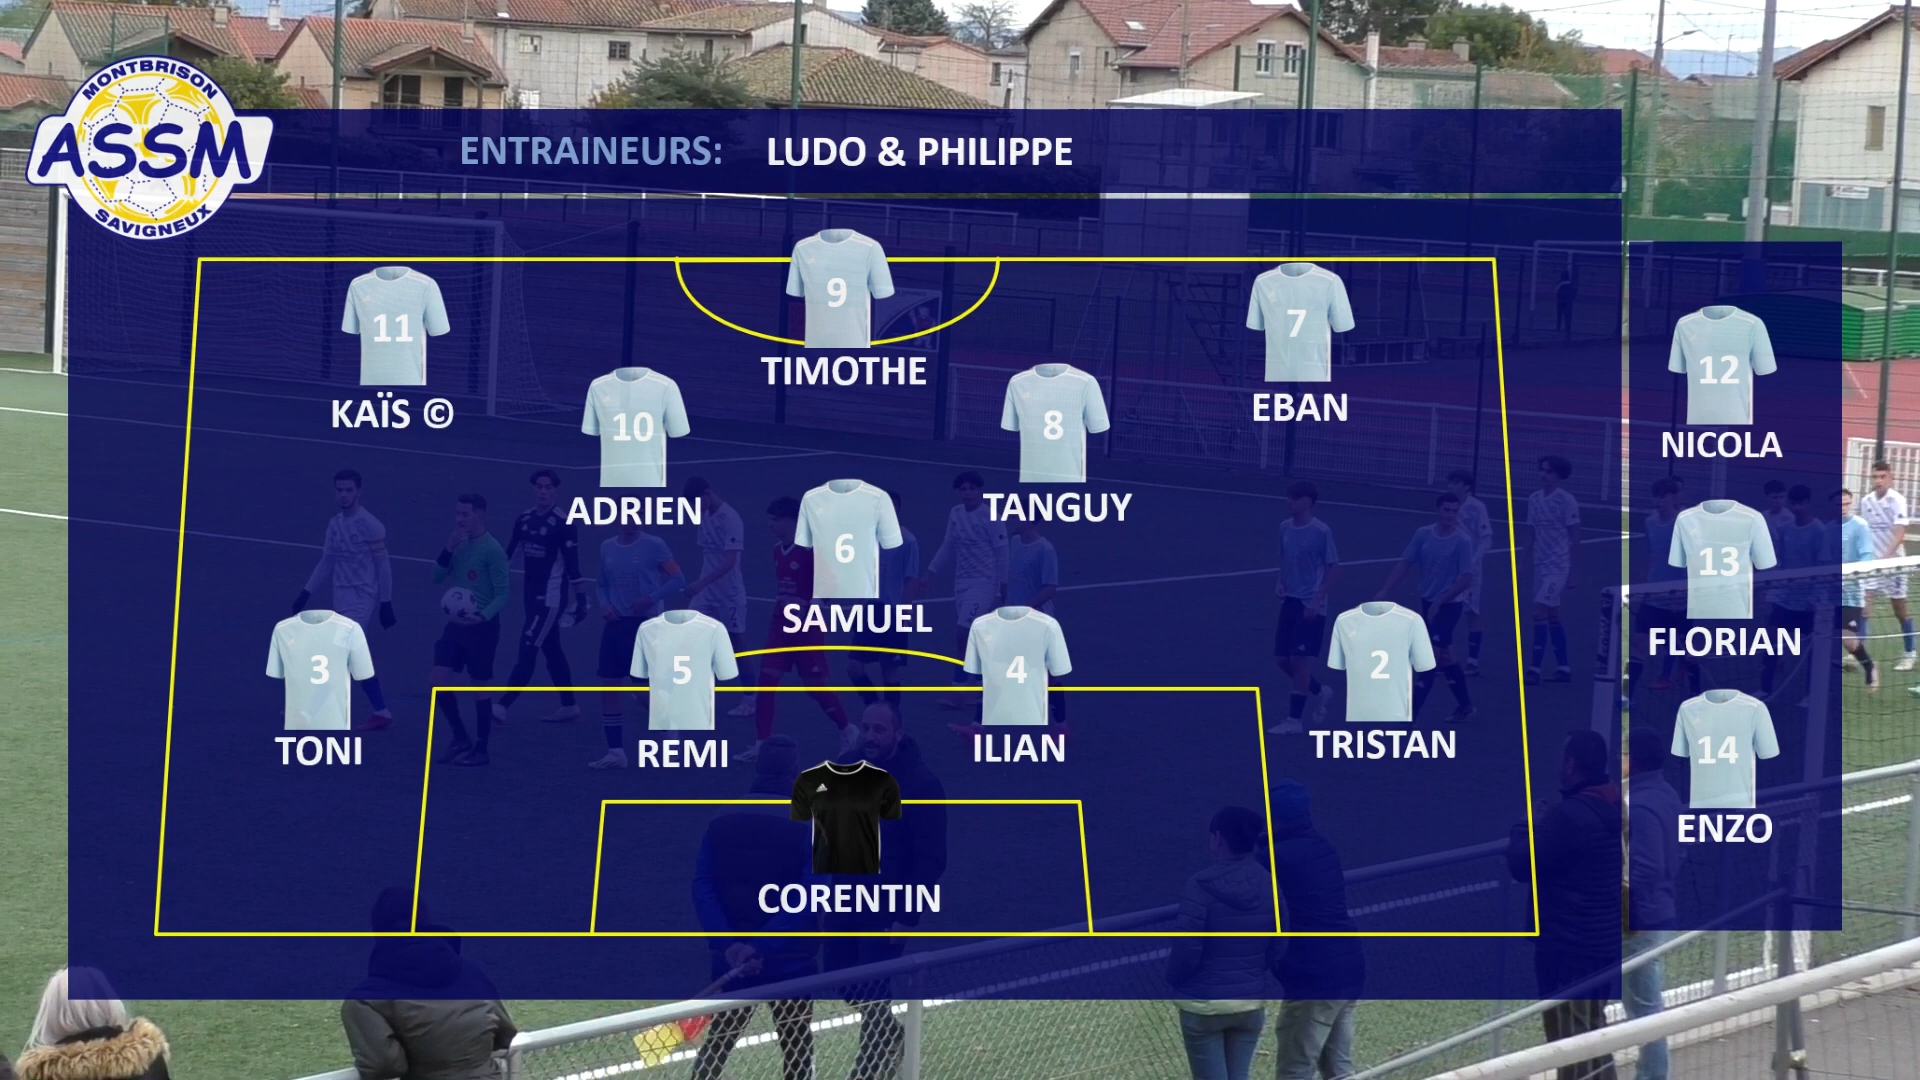 MONTBRISON
ASSM
SAVIGNEUX
ENTRAINEURS: LUDO & PHILIPPE
9
TIMOTHE
11
KAÏS ©
7
EBAN
10
ADRIEN
8
TANGUY
6
SAMUEL
3
TONI
5
REMI
4
ILIAN
2
TRISTAN
CORENTIN
12
NICOLA
13
FLORIAN
14
ENZO